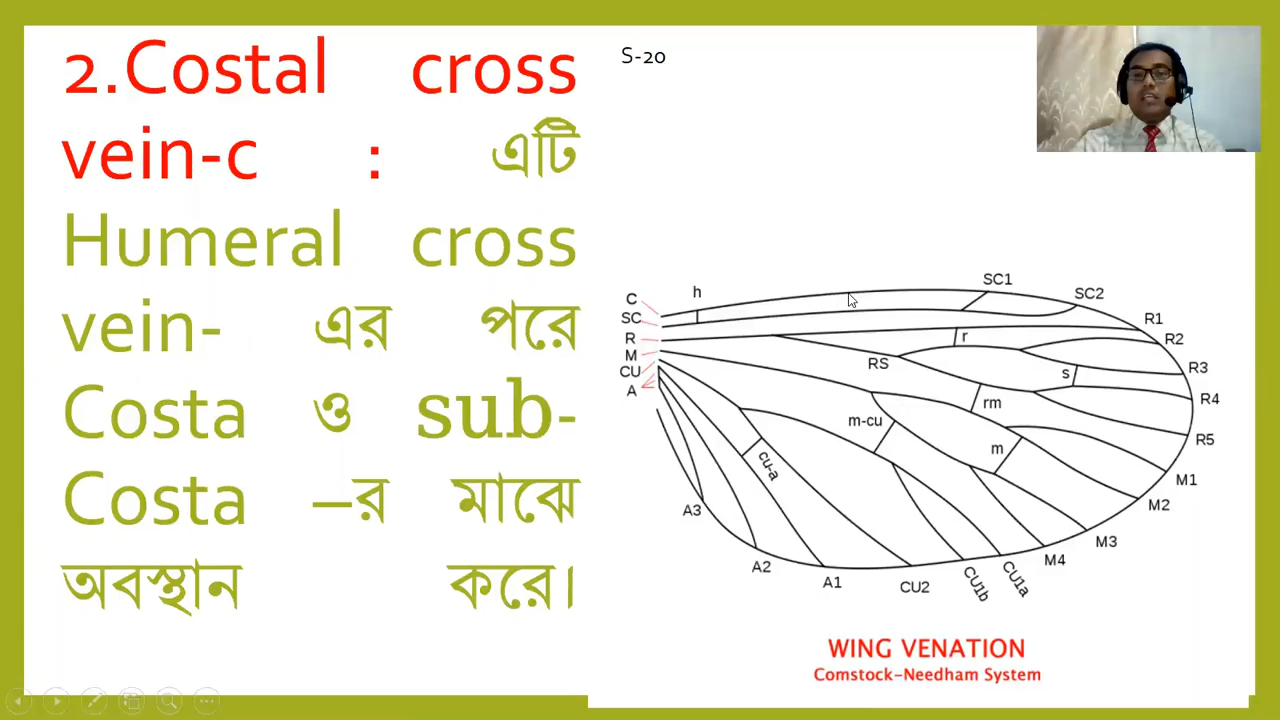 2.Costal cross
vein-c : এটি
Humeral cross
vein- এর পরে
Costa ও sub-
Costa –র মাঝে
অবস্থান করে।
S-20
C
SC
R
M
CU
A
h
SC1
SC2
R1
R2
R3
R4
R5
M1
M2
M3
M4
CU1a
CU1b
CU2
A1
A2
A3
r
RS
s
rm
m-cu
m
cu-a
WING VENATION
Comstock-Needham System